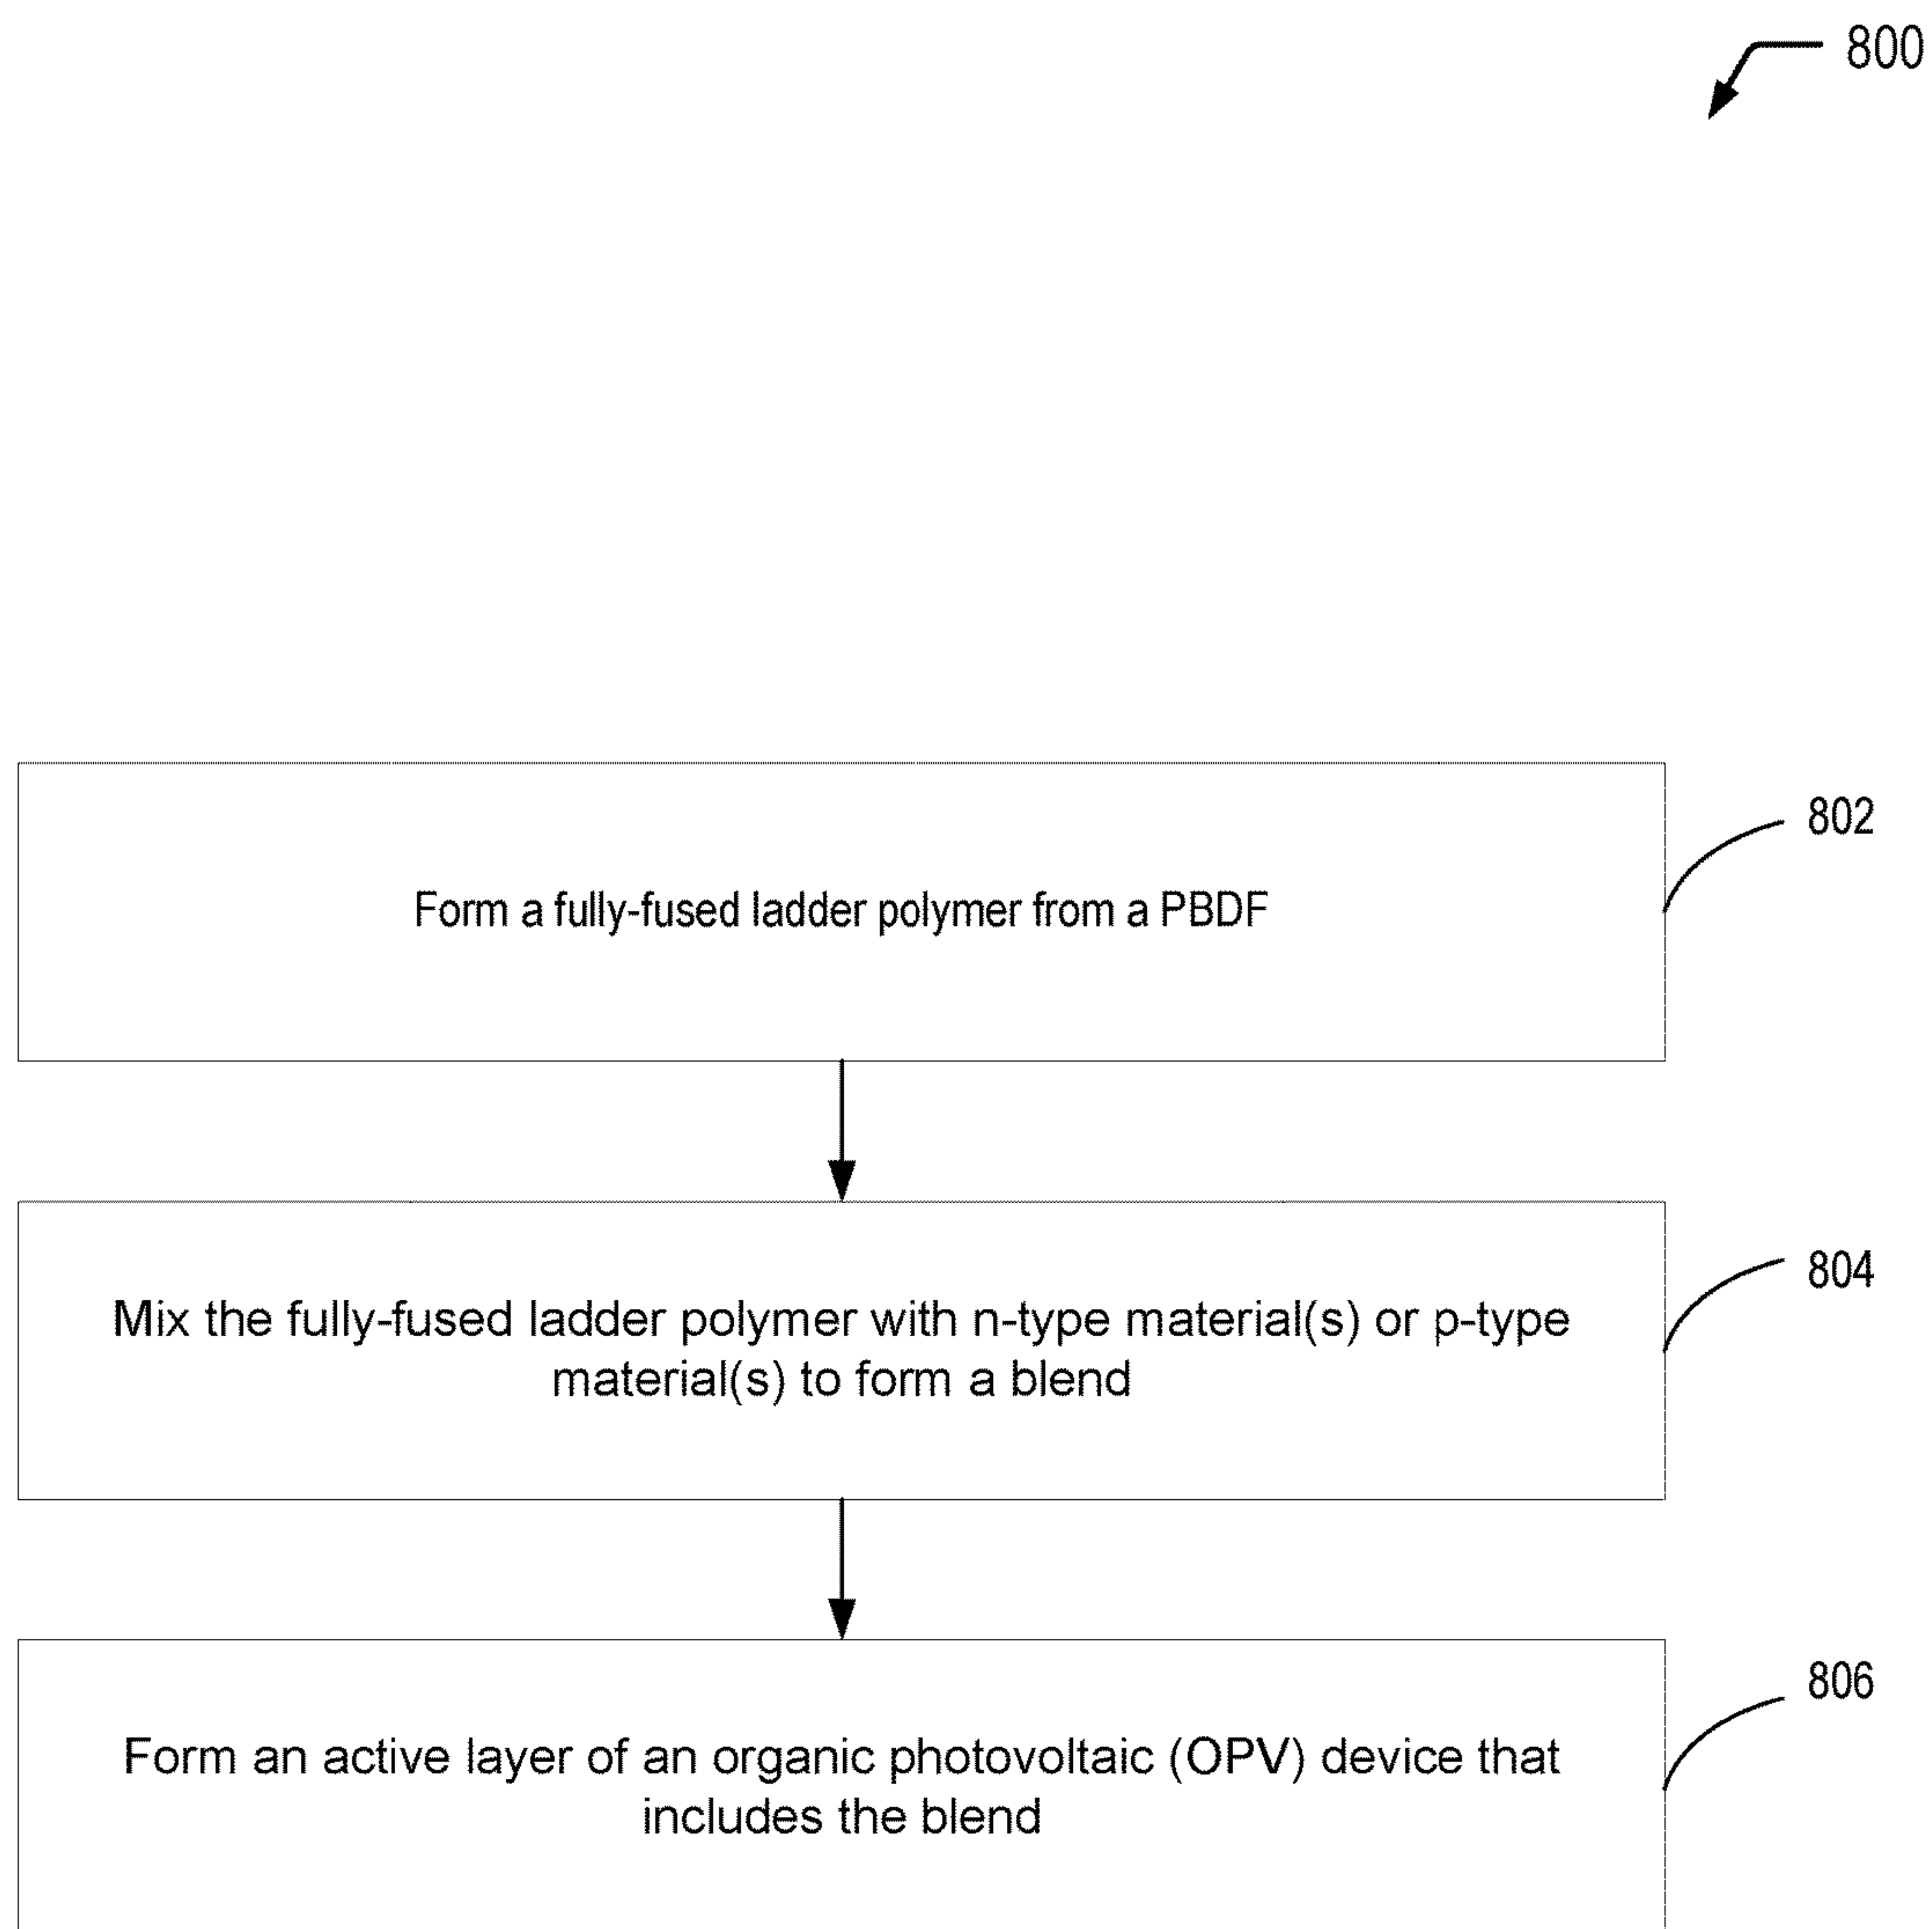 800
802
Form a fully-fused ladder polymer from a PBDF
804
Mix the fully-fused ladder polymer with n-type material(s) or p-type
material(s) to form a blend
806
Form an active layer of an organic photovoltaic (OPV) device that
includes the blend